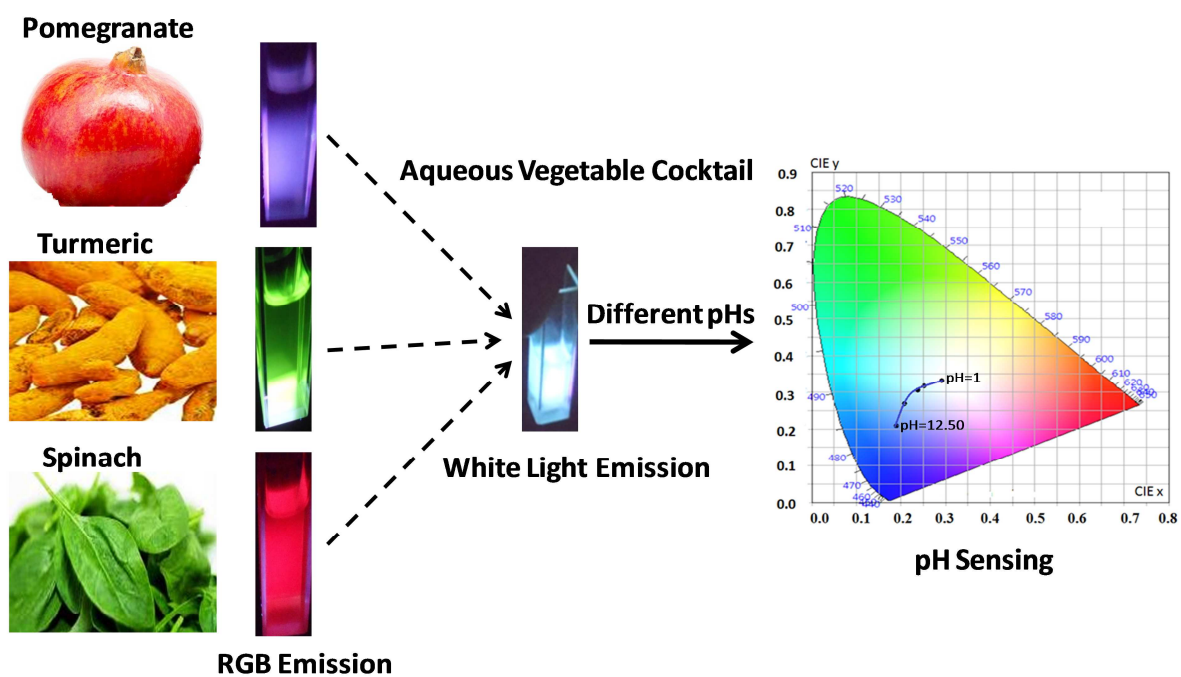 Pomegranate
Turmeric
Spinach
RGB Emission
Aqueous Vegetable Cocktail
White Light Emission
Different pHs
CIE y
0.9
0.8
0.7
0.6
0.5
0.4
0.3
0.2
0.1
0.0
520
530
540
550
560
570
580
590
600
610
620
510
500
490
480
470
460
pH=1
pH=12.50
CIE x
0.0 0.1 0.2 0.3 0.4 0.5 0.6 0.7 0.8
pH Sensing